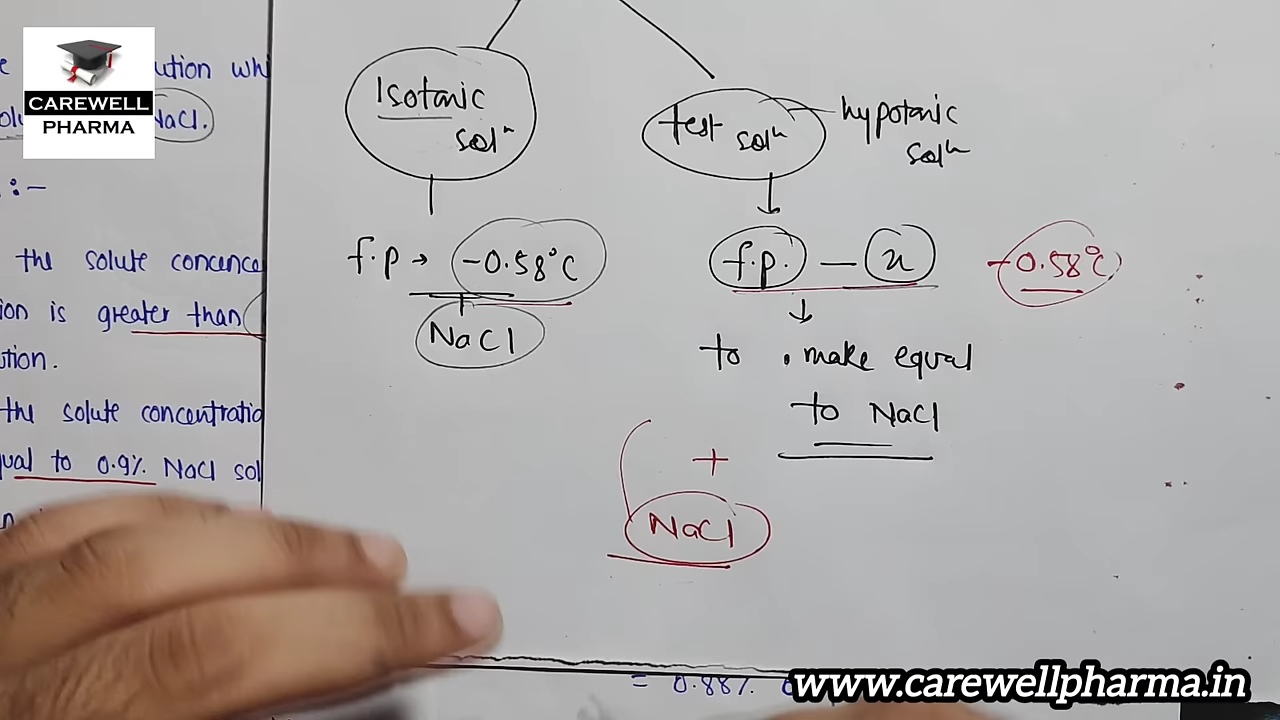 CAREWELL
PHARMA
ution whi
NaCl.)
:-
the solute concence
ion is greater than (
ution.
the solute concentratio
qual to 0.9% NaCl sol
Isotonic
solⁿ
f.p → -0.58°C
NaCl
test solⁿ
hypotonic
solⁿ
f.p. — x
-0.58°C
to make equal
to NaCl
+
NaCl
= 0.88%
www.carewellpharma.in